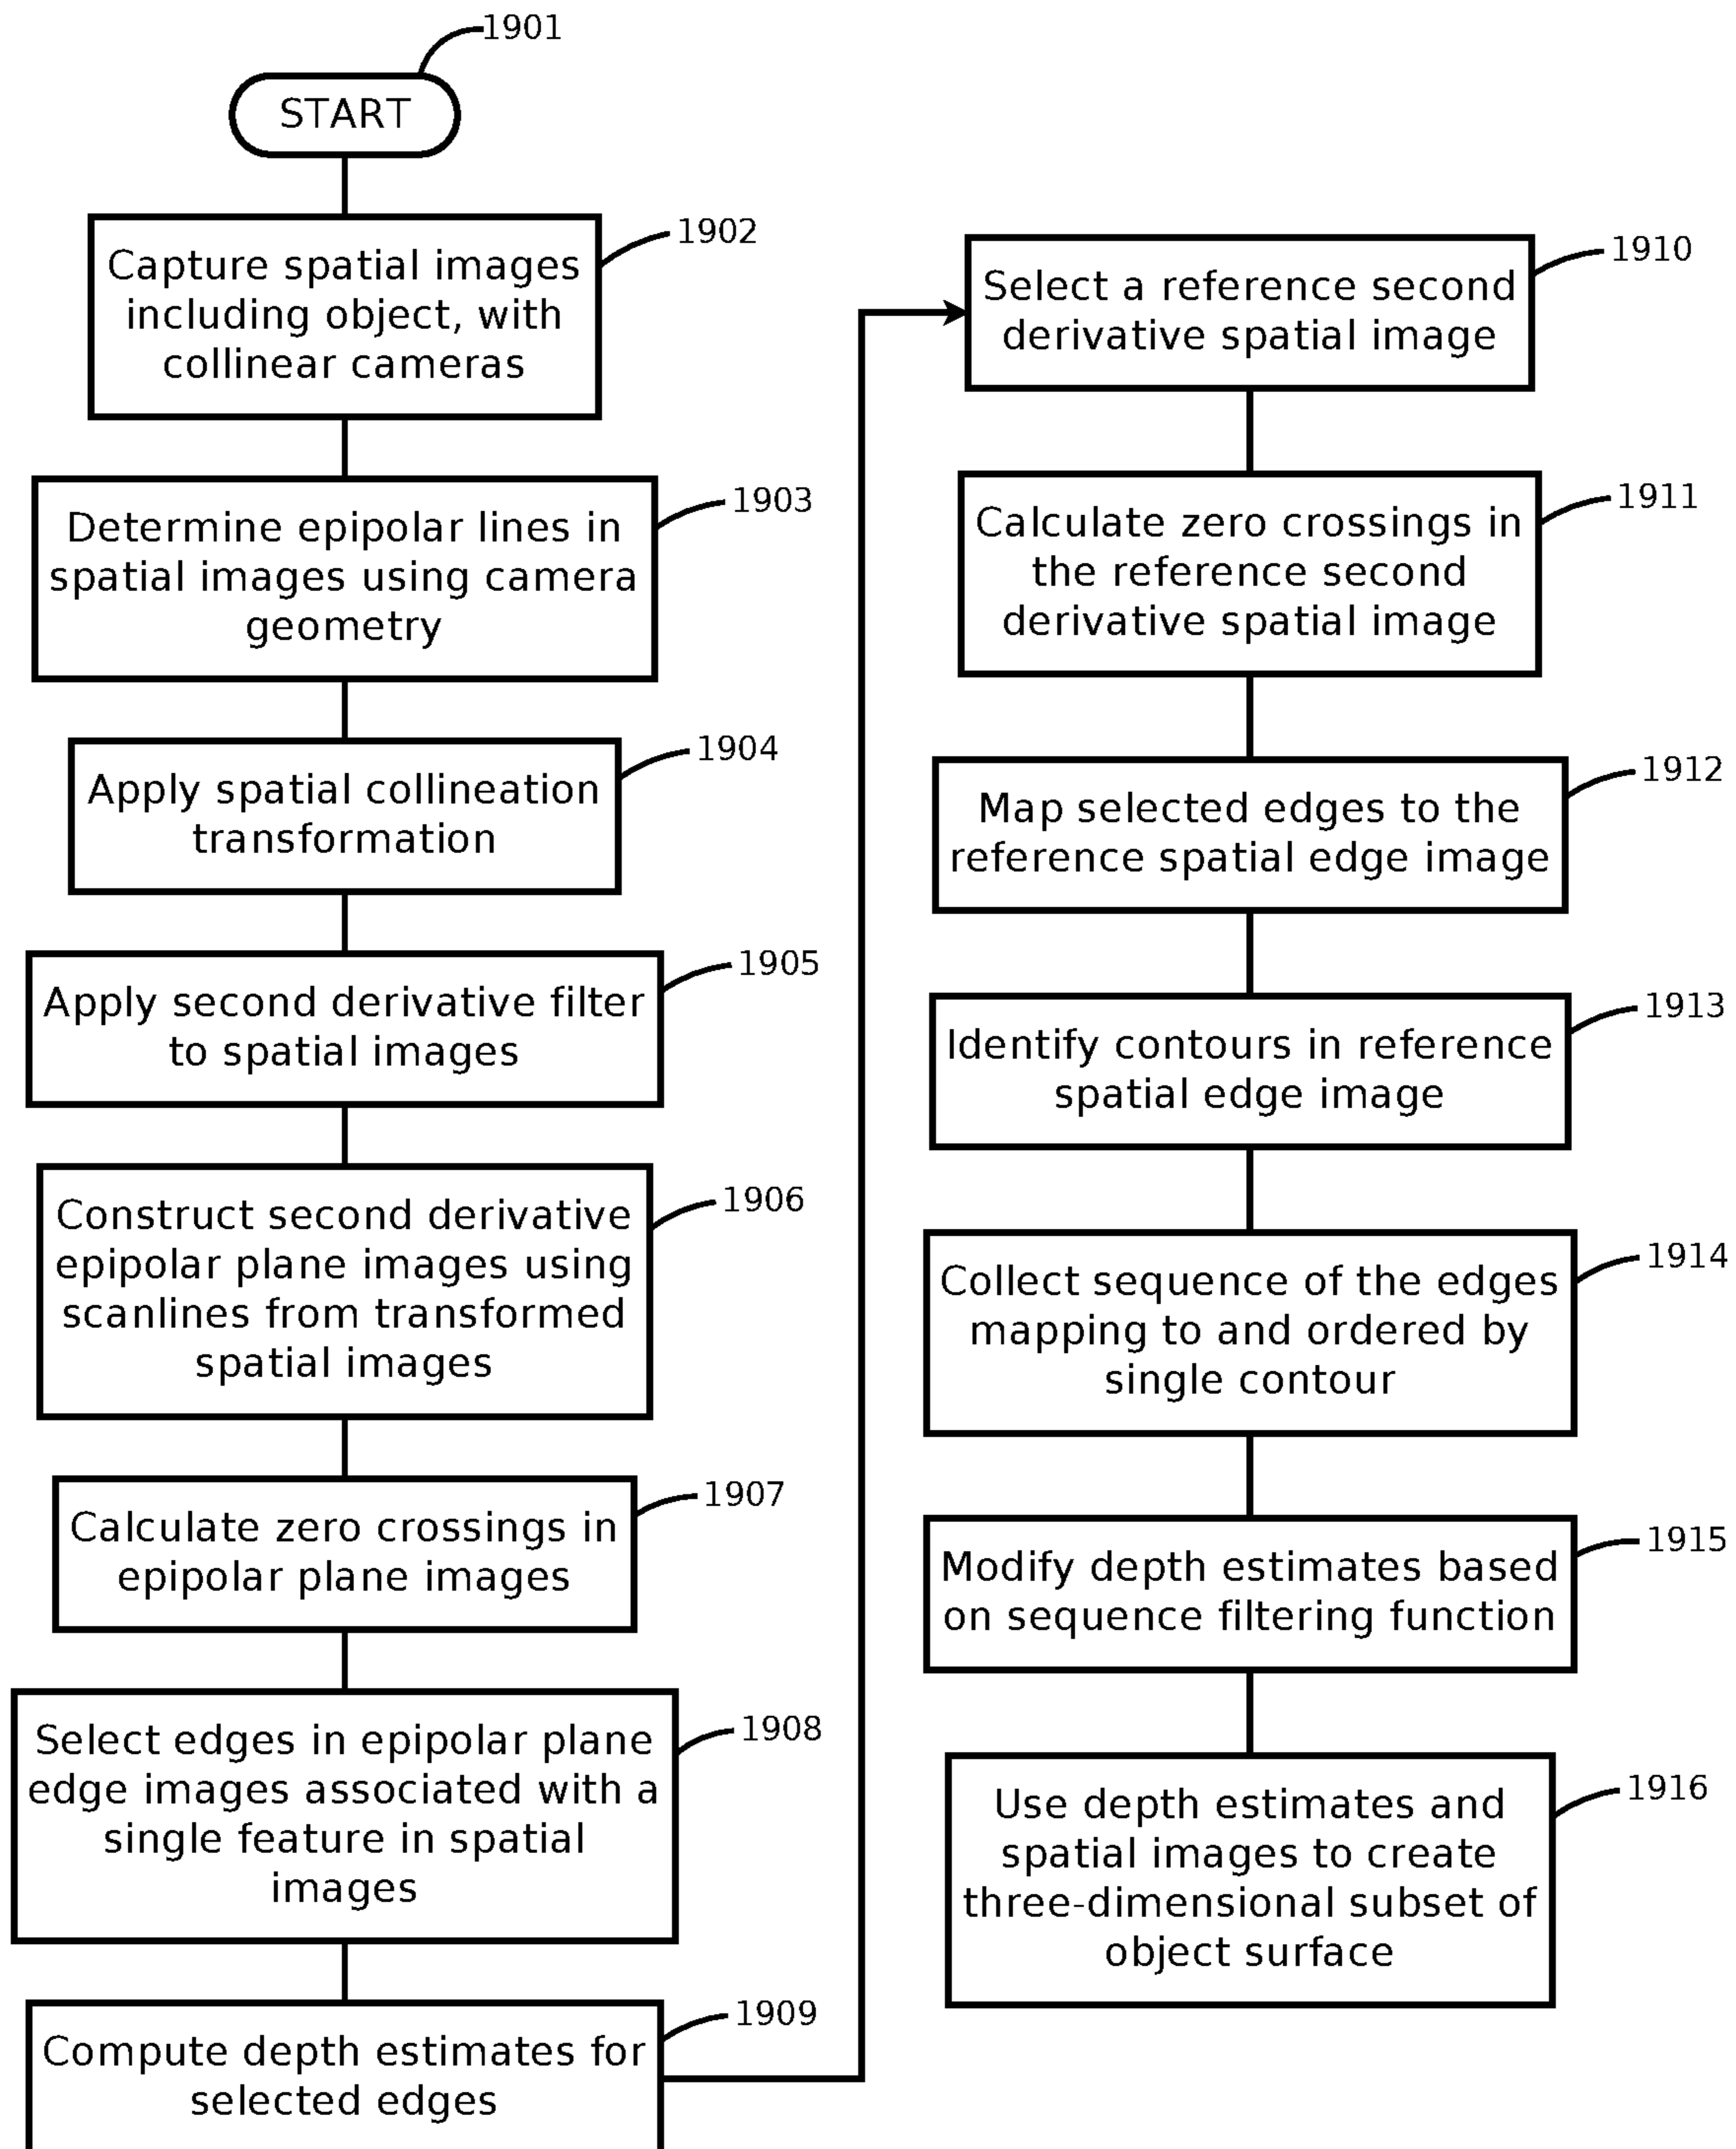 1901
START
1902
Capture spatial images
including object, with
collinear cameras
1903
Determine epipolar lines in
spatial images using camera
geometry
1904
Apply spatial collineation
transformation
1905
Apply second derivative filter
to spatial images
1906
Construct second derivative
epipolar plane images using
scanlines from transformed
spatial images
1907
Calculate zero crossings in
epipolar plane images
1908
Select edges in epipolar plane
edge images associated with a
single feature in spatial
images
1909
Compute depth estimates for
selected edges
1910
Select a reference second
derivative spatial image
1911
Calculate zero crossings in
the reference second
derivative spatial image
1912
Map selected edges to the
reference spatial edge image
1913
Identify contours in reference
spatial edge image
1914
Collect sequence of the edges
mapping to and ordered by
single contour
1915
Modify depth estimates based
on sequence filtering function
1916
Use depth estimates and
spatial images to create
three-dimensional subset of
object surface